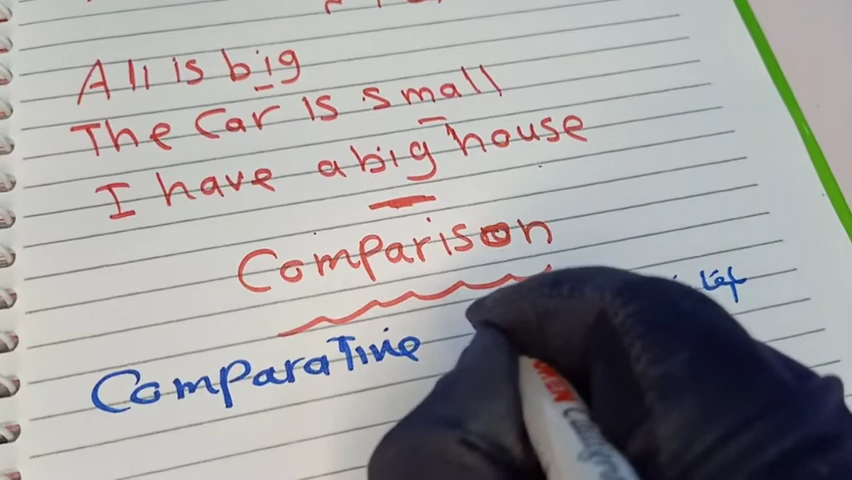 Ali is big
The Car is small
I have a big house
Comparison
Comparative